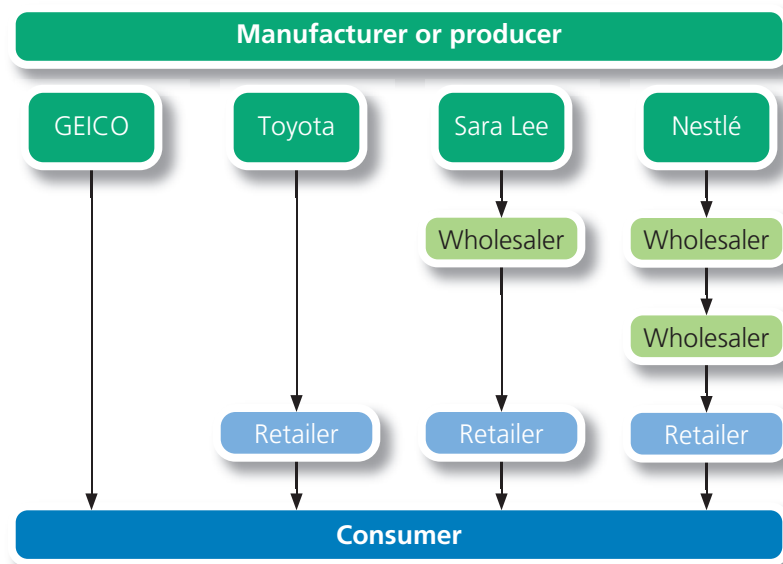 Manufacturer or producer
GEICO
Toyota
Sara Lee
Nestlé
Wholesaler
Wholesaler
Wholesaler
Retailer
Retailer
Retailer
Consumer